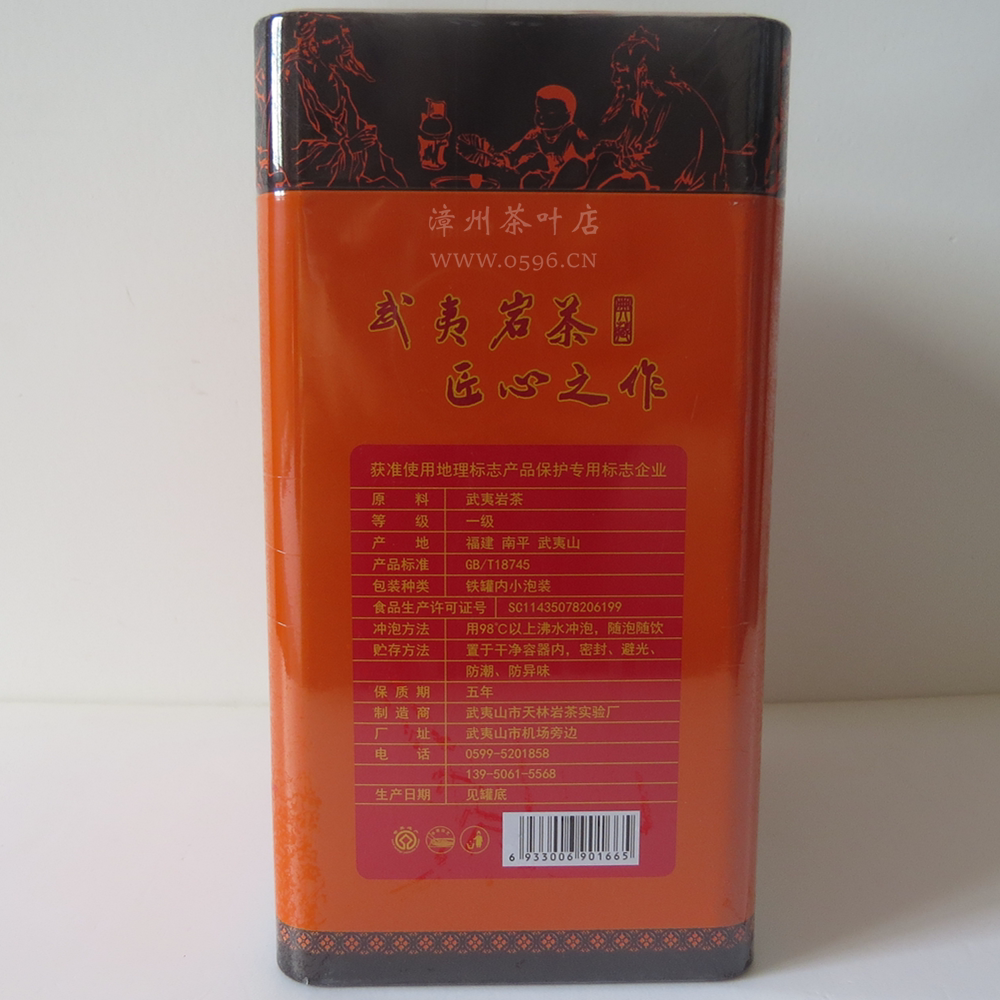 漳州茶叶店
WWW.0596.CN
武夷岩茶
匠心之作
获准使用地理标志产品保护专用标志企业
原 料 武夷岩茶
等 级 一级
产 地 福建 南平 武夷山
产品标准 GB/T18745
包装种类 铁罐内小泡装
食品生产许可证号 SC11435078206199
冲泡方法 用98℃以上沸水冲泡，随泡随饮
贮存方法 置于干净容器内，密封、避光、
防潮、防异味
保 质 期 五年
制 造 商 武夷山市天林岩茶实验厂
厂 址 武夷山市机场旁边
电 话 0599-5201858
139-5061-5568
生产日期 见罐底
6 933006 901665